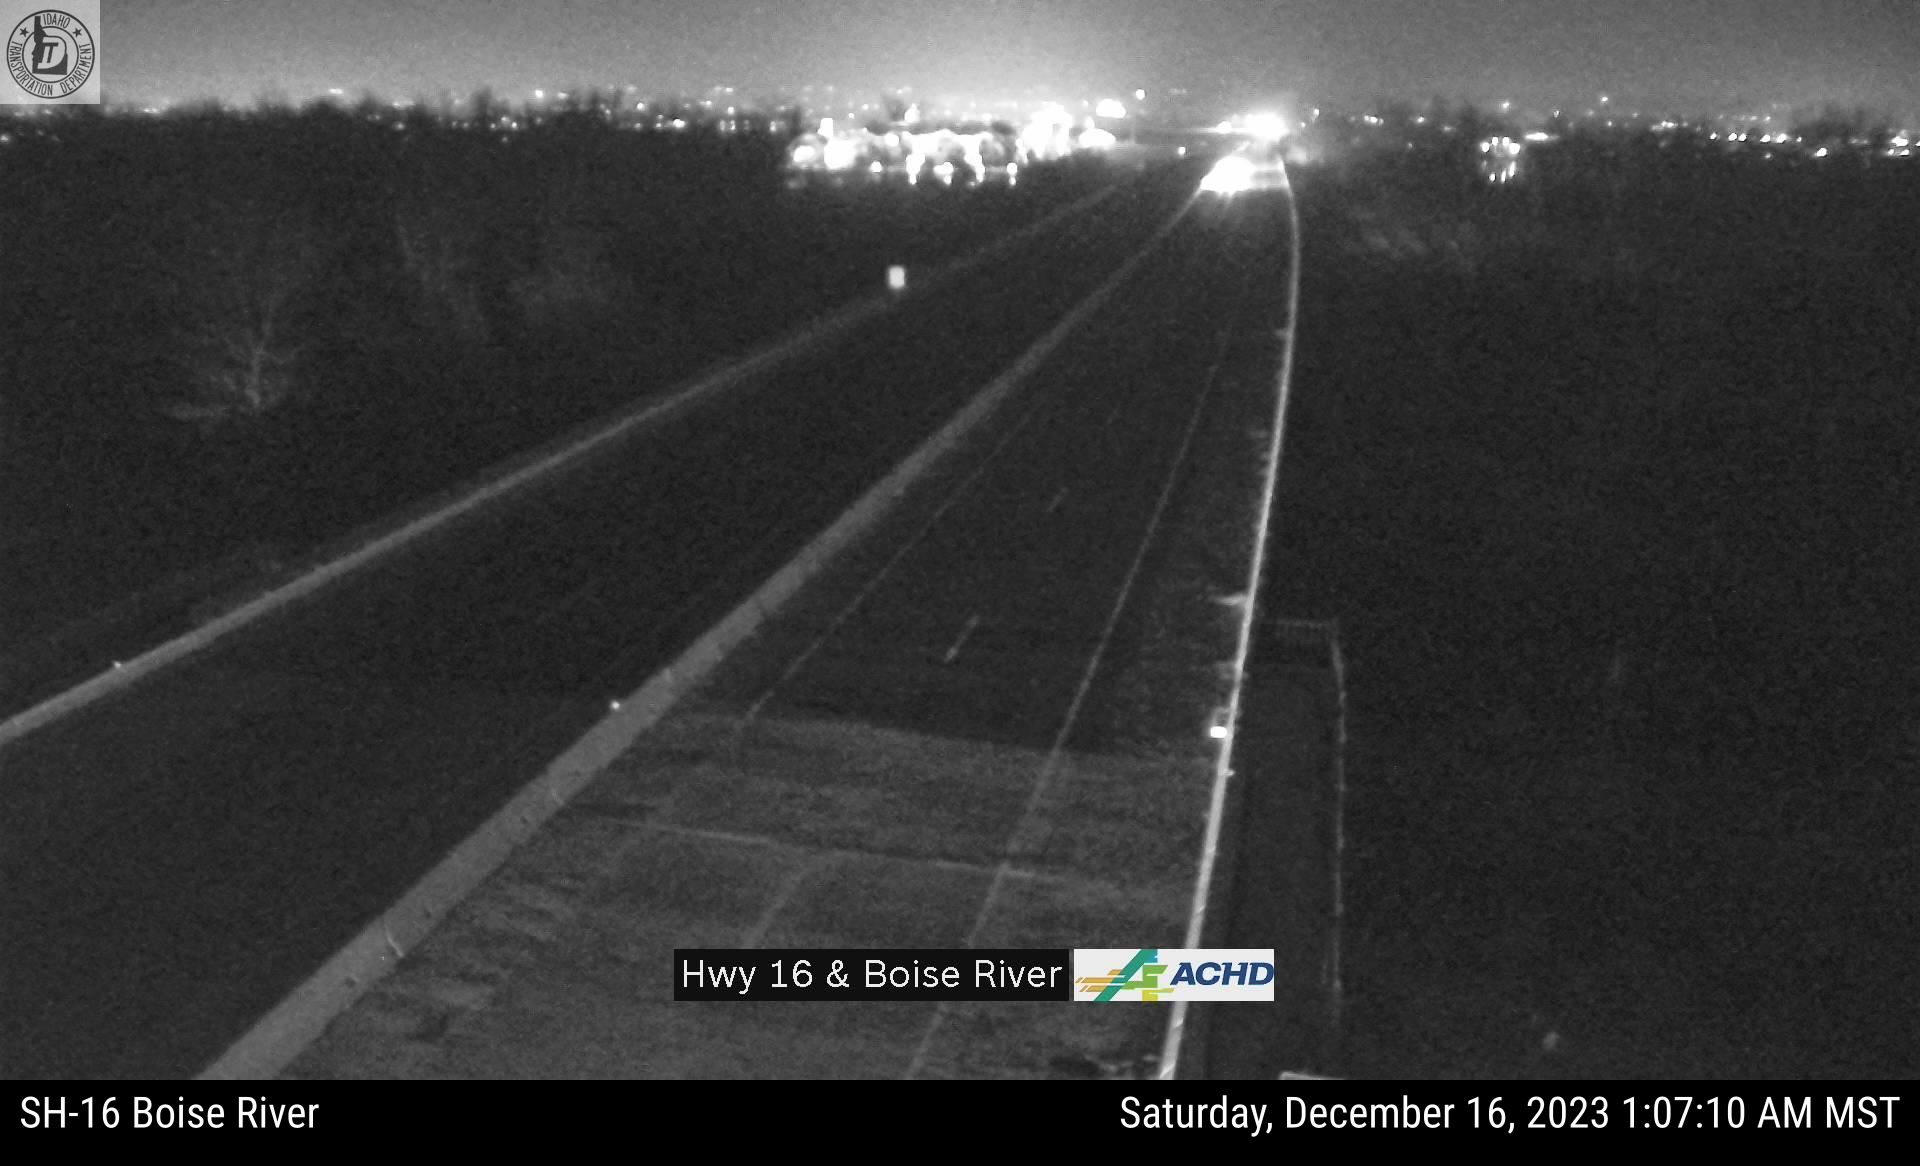 IDAHO
TRANSPORTATION DEPARTMENT
Hwy 16 & Boise River
ACHD
SH-16 Boise River
Saturday, December 16, 2023 1:07:10 AM MST